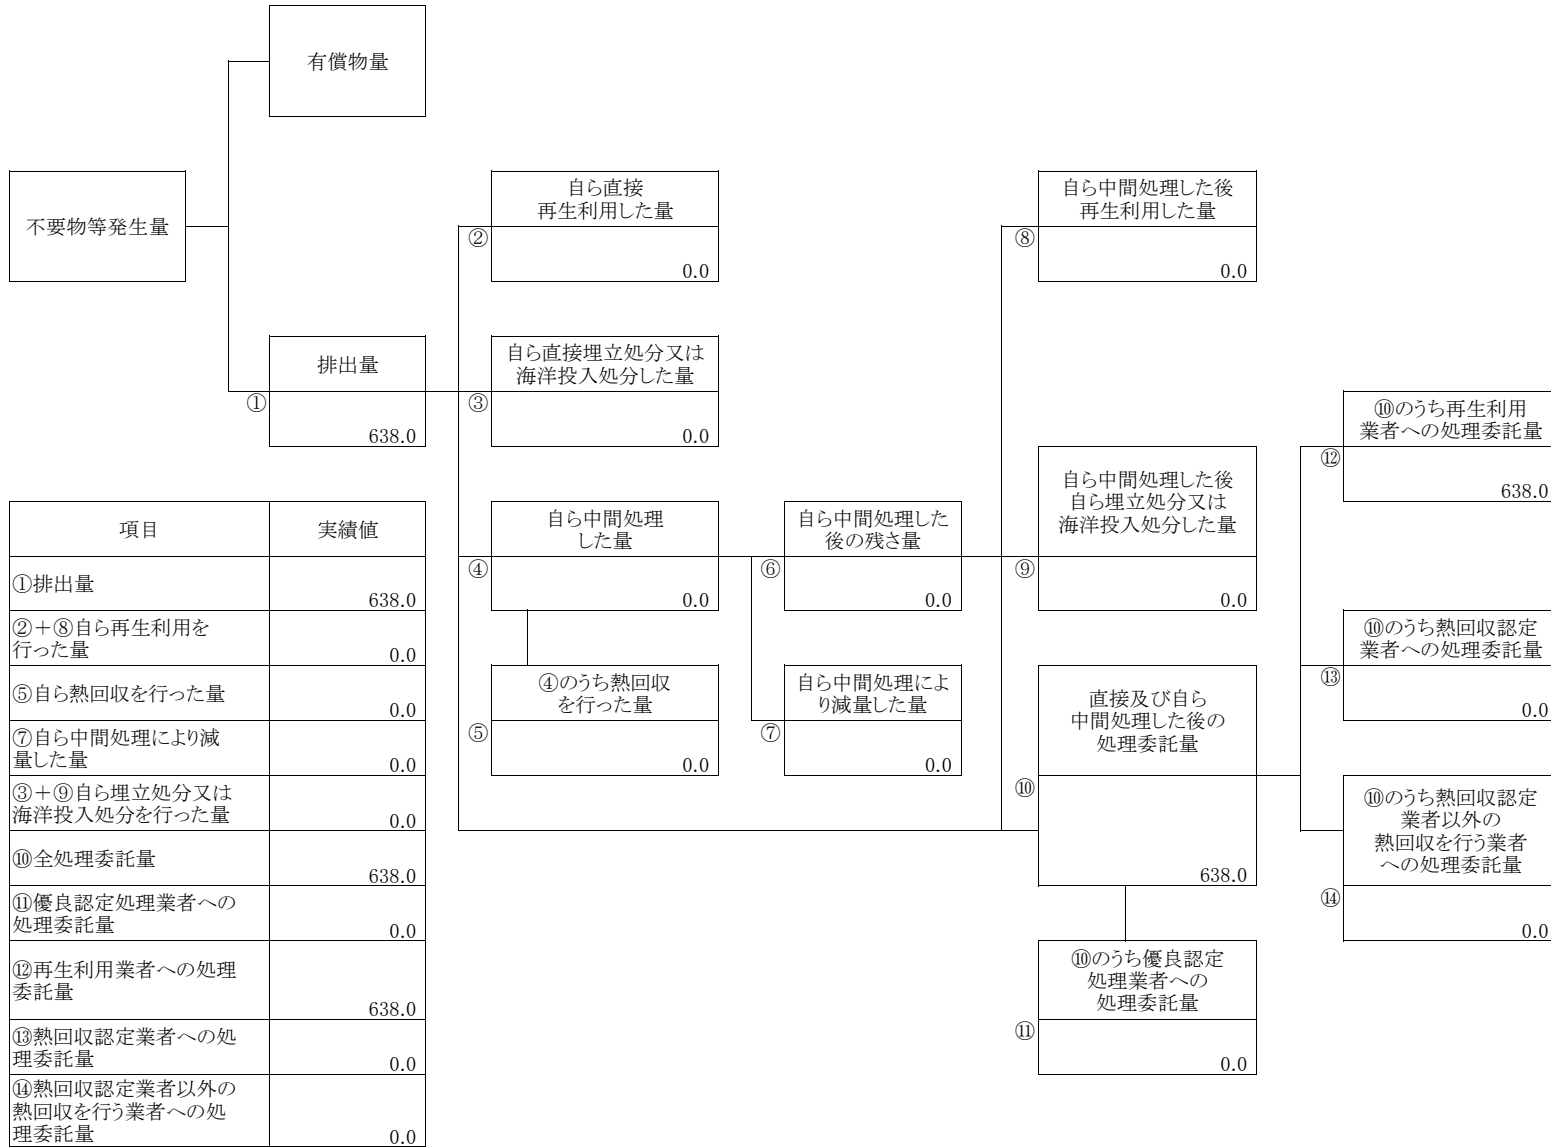 有償物量
不要物等発生量
自ら直接
再生利用した量
②
0.0
自ら中間処理した後
再生利用した量
⑧
0.0
排出量
①
638.0
自ら直接埋立処分又は
海洋投入処分した量
③
0.0
⑩のうち再生利用
業者への処理委託量
⑫
638.0
自ら中間処理
した量
④
0.0
自ら中間処理した
後の残さ量
⑥
0.0
自ら中間処理した後
自ら埋立処分又は
海洋投入処分した量
⑨
0.0
⑩のうち熱回収認定
業者への処理委託量
⑬
0.0
④のうち熱回収
を行った量
⑤
0.0
自ら中間処理によ
り減量した量
⑦
0.0
直接及び自ら
中間処理した後の
処理委託量
⑩
638.0
⑩のうち熱回収認定
業者以外の
熱回収を行う業者
への処理委託量
⑭
0.0
⑩のうち優良認定
処理業者への
処理委託量
⑪
0.0
項目 実績値
①排出量
638.0
②＋⑧自ら再生利用を
行った量
0.0
⑤自ら熱回収を行った量
0.0
⑦自ら中間処理により減
量した量
0.0
③＋⑨自ら埋立処分又は
海洋投入処分を行った量
0.0
⑩全処理委託量
638.0
⑪優良認定処理業者への
処理委託量
0.0
⑫再生利用業者への処理
委託量
638.0
⑬熱回収認定業者への処
理委託量
0.0
⑭熱回収認定業者以外の
熱回収を行う業者への処
理委託量
0.0